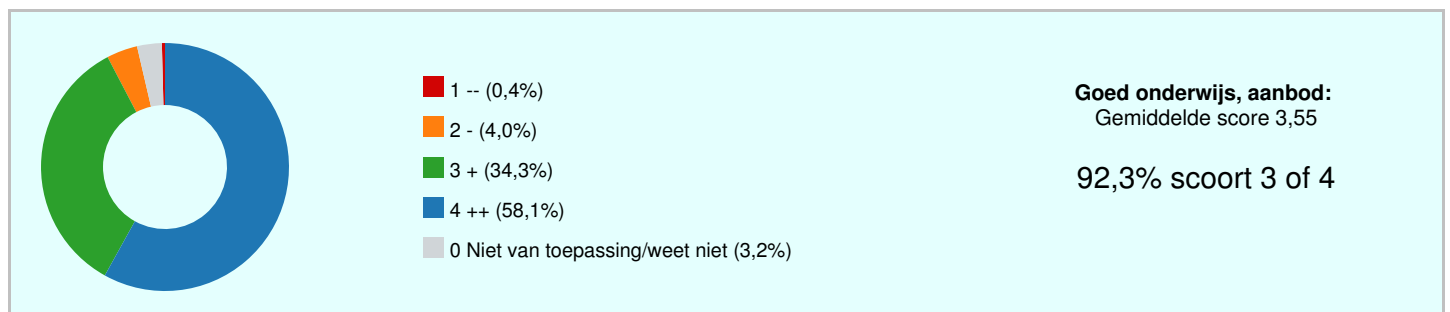 1 -- (0,4%)
2 - (4,0%)
3 + (34,3%)
4 ++ (58,1%)
0 Niet van toepassing/weet niet (3,2%)
Goed onderwijs, aanbod:
Gemiddelde score 3,55
92,3% scoort 3 of 4